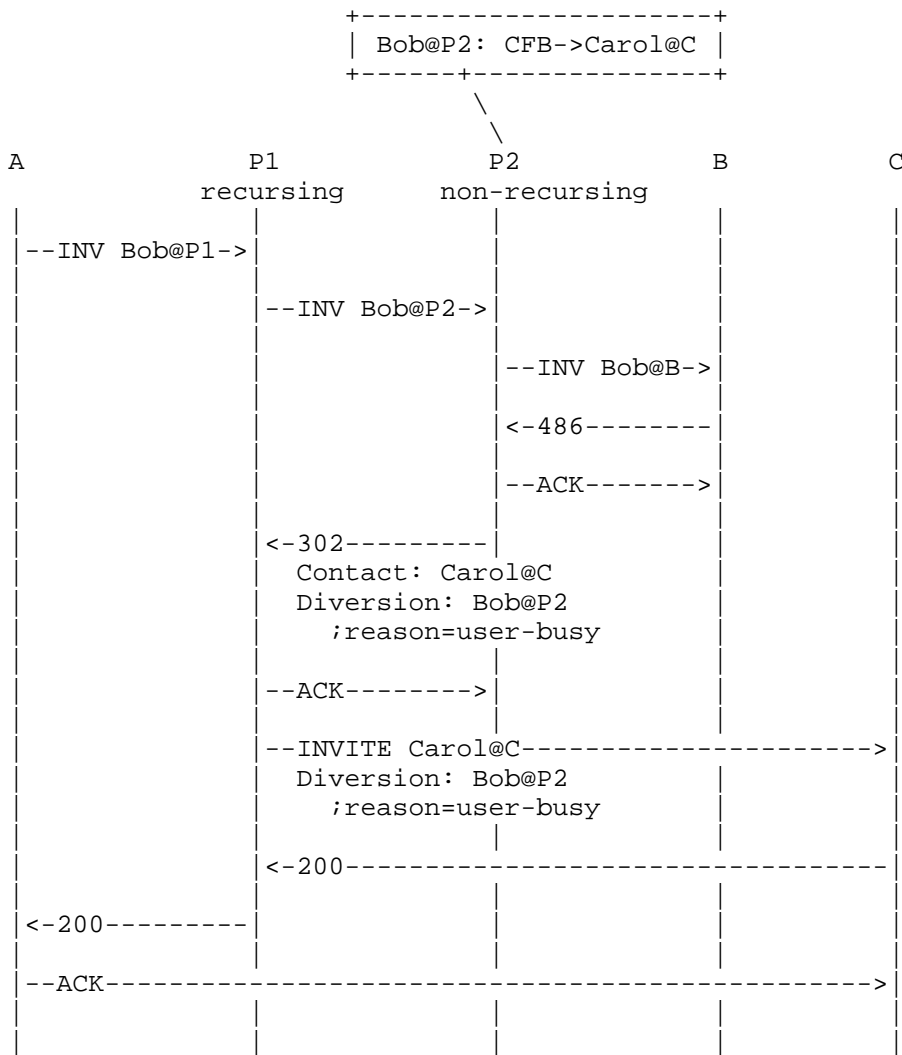 Bob@P2: CFB->Carol@C
A P1 P2 B C
recursing non-recursing
--INV Bob@P1->
--INV Bob@P2->
--INV Bob@B->
<-486--------
--ACK------->
<-302---------
Contact: Carol@C
Diversion: Bob@P2
;reason=user-busy
--ACK-------->
--INVITE Carol@C---------------------->
Diversion: Bob@P2
;reason=user-busy
<-200----------------------------------
<-200---------
--ACK------------------------------------------------>